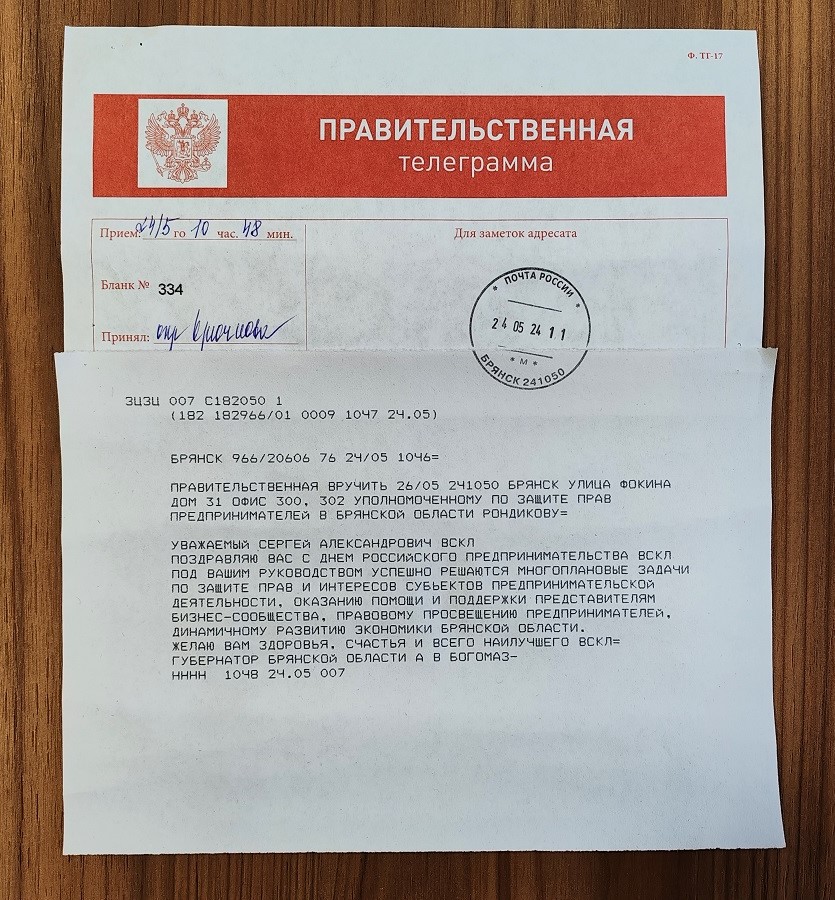 Ф. ТГ-17
ПРАВИТЕЛЬСТВЕННАЯ
телеграмма
Прием: 24/5 го 10 час. 48 мин.
Для заметок адресата
Бланк № 334
Принял:
ПОЧТА РОССИИ
24 05 24 11
* М *
БРЯНСК 241050
ЗЦЗЦ 007 С182050 1
(182 182966/01 0009 1047 24.05)
БРЯНСК 966/20606 76 24/05 1046=
ПРАВИТЕЛЬСТВЕННАЯ ВРУЧИТЬ 26/05 241050 БРЯНСК УЛИЦА ФОКИНА
ДОМ 31 ОФИС 300, 302 УПОЛНОМОЧЕННОМУ ПО ЗАЩИТЕ ПРАВ
ПРЕДПРИНИМАТЕЛЕЙ В БРЯНСКОЙ ОБЛАСТИ РОНДИКОВУ=
УВАЖАЕМЫЙ СЕРГЕЙ АЛЕКСАНДРОВИЧ ВСКЛ
ПОЗДРАВЛЯЮ ВАС С ДНЕМ РОССИЙСКОГО ПРЕДПРИНИМАТЕЛЬСТВА ВСКЛ
ПОД ВАШИМ РУКОВОДСТВОМ УСПЕШНО РЕШАЮТСЯ МНОГОПЛАНОВЫЕ ЗАДАЧИ
ПО ЗАЩИТЕ ПРАВ И ИНТЕРЕСОВ СУБЪЕКТОВ ПРЕДПРИНИМАТЕЛЬСКОЙ
ДЕЯТЕЛЬНОСТИ, ОКАЗАНИЮ ПОМОЩИ И ПОДДЕРЖКИ ПРЕДСТАВИТЕЛЯМ
БИЗНЕС-СООБЩЕСТВА, ПРАВОВОМУ ПРОСВЕЩЕНИЮ ПРЕДПРИНИМАТЕЛЕЙ,
ДИНАМИЧНОМУ РАЗВИТИЮ ЭКОНОМИКИ БРЯНСКОЙ ОБЛАСТИ.
ЖЕЛАЮ ВАМ ЗДОРОВЬЯ, СЧАСТЬЯ И ВСЕГО НАИЛУЧШЕГО ВСКЛ=
ГУБЕРНАТОР БРЯНСКОЙ ОБЛАСТИ А В БОГОМАЗ-
НННН 1048 24.05 007